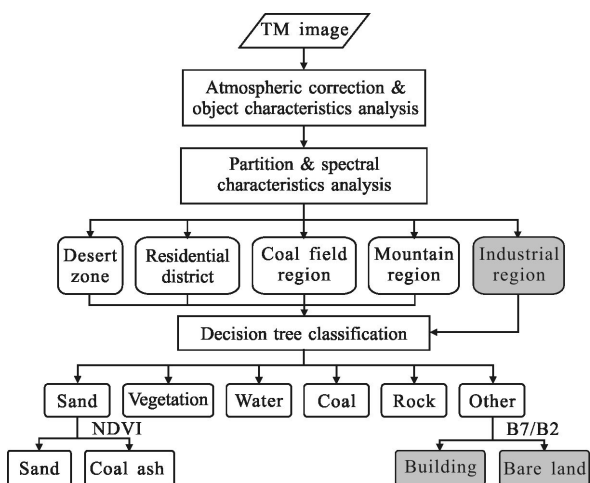 TM image
Atmospheric correction &
object characteristics analysis
Partition & spectral
characteristics analysis
Desert
zone
Residential
district
Coal field
region
Mountain
region
Industrial
region
Decision tree classification
Sand
Vegetation
Water
Coal
Rock
Other
NDVI
B7/B2
Sand
Coal ash
Building
Bare land